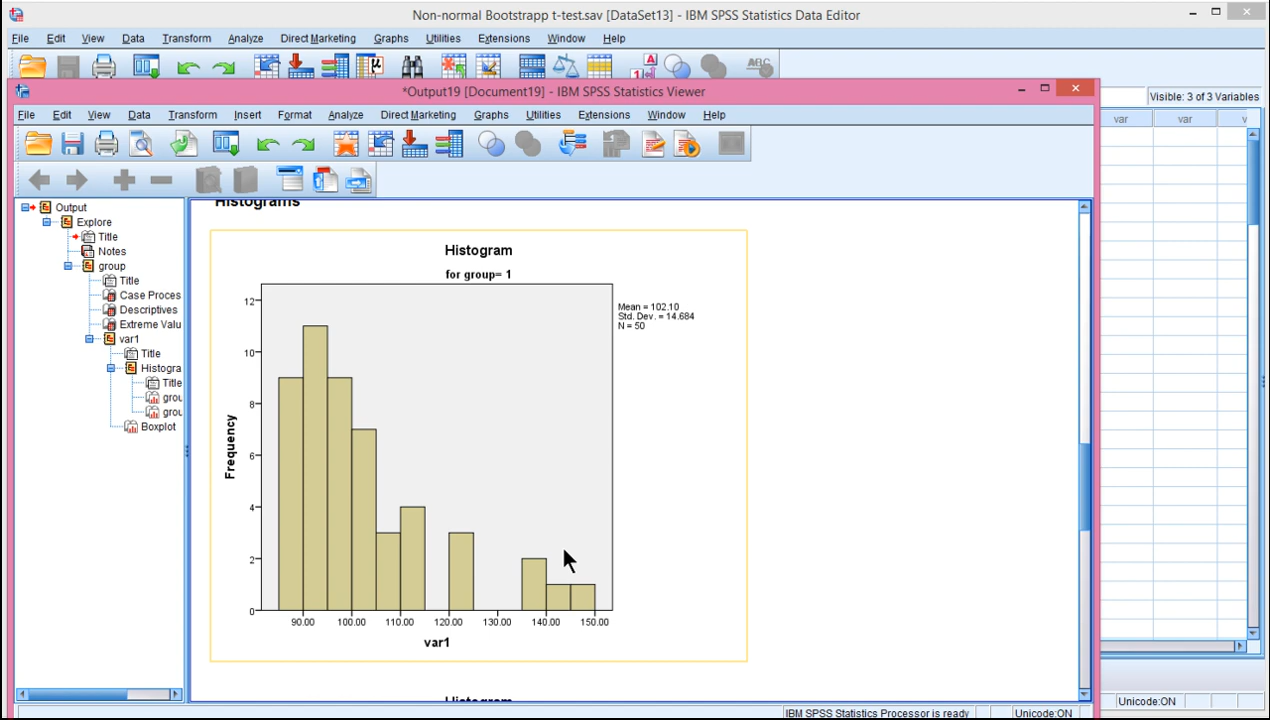 Non-normal Bootstrapp t-test.sav [DataSet13] - IBM SPSS Statistics Data Editor
File Edit View Data Transform Analyze Direct Marketing Graphs Utilities Extensions Window Help
*Output19 [Document19] - IBM SPSS Statistics Viewer
Visible: 3 of 3 Variables
File Edit View Data Transform Insert Format Analyze Direct Marketing Graphs Utilities Extensions Window Help
var var v
Output
Explore
Title
Notes
group
Title
Case Proces
Descriptives
Extreme Valu
var1
Title
Histogra
Title
grou
grou
Boxplot
Histograms
Histogram
for group= 1
Mean = 102.10
Std. Dev. = 14.684
N = 50
Frequency
12
10
8
6
4
2
0
90.00 100.00 110.00 120.00 130.00 140.00 150.00
var1
Histogram
Unicode:ON
IBM SPSS Statistics Processor is ready Unicode:ON